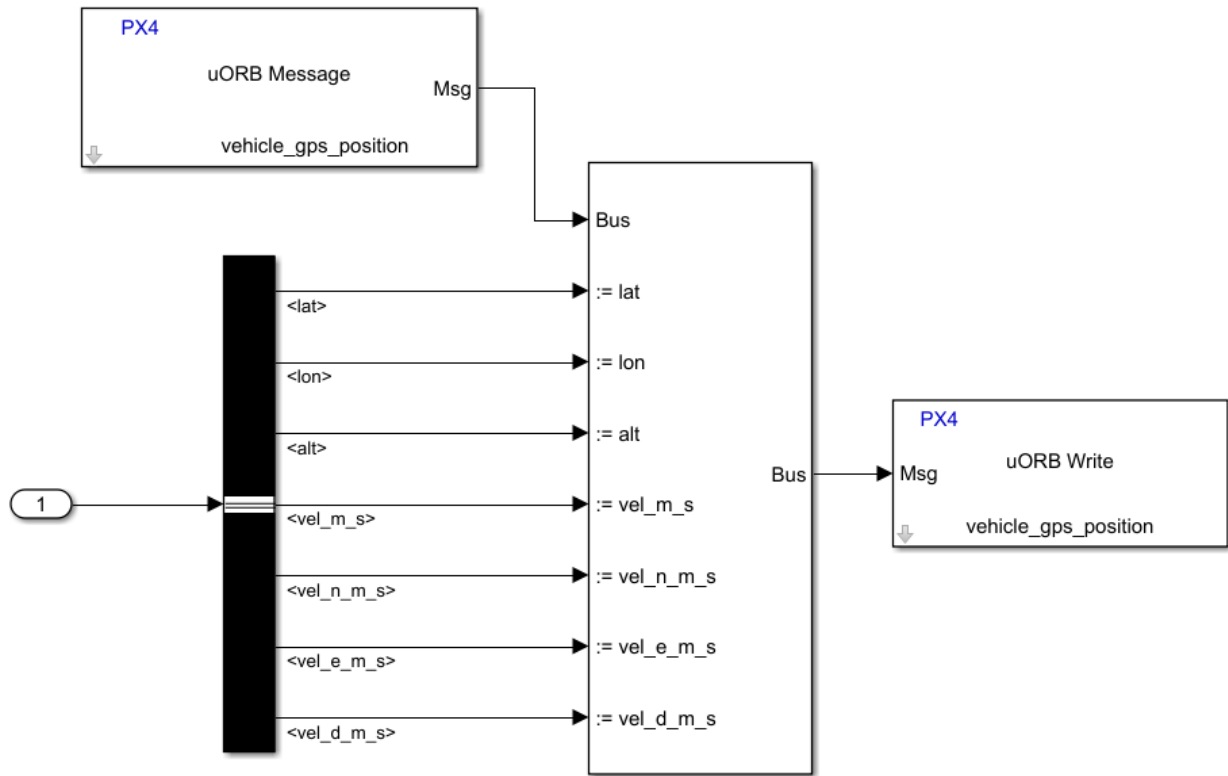 PX4
uORB Message
Msg
vehicle_gps_position
Bus
<lat>
:= lat
<lon>
:= lon
<alt>
:= alt
1
<vel_m_s>
:= vel_m_s
<vel_n_m_s>
:= vel_n_m_s
<vel_e_m_s>
:= vel_e_m_s
<vel_d_m_s>
:= vel_d_m_s
Bus
PX4
Msg
uORB Write
vehicle_gps_position